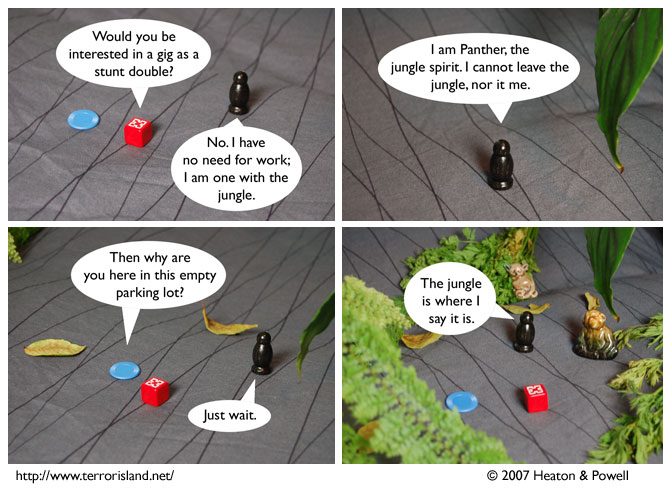 Would you be
interested in a gig as a
stunt double?
No. I have
no need for work;
I am one with the
jungle.
I am Panther, the
jungle spirit. I cannot leave the
jungle, nor it me.
Then why are
you here in this empty
parking lot?
Just wait.
The jungle
is where I
say it is.
http://www.terrorisland.net/
© 2007 Heaton & Powell